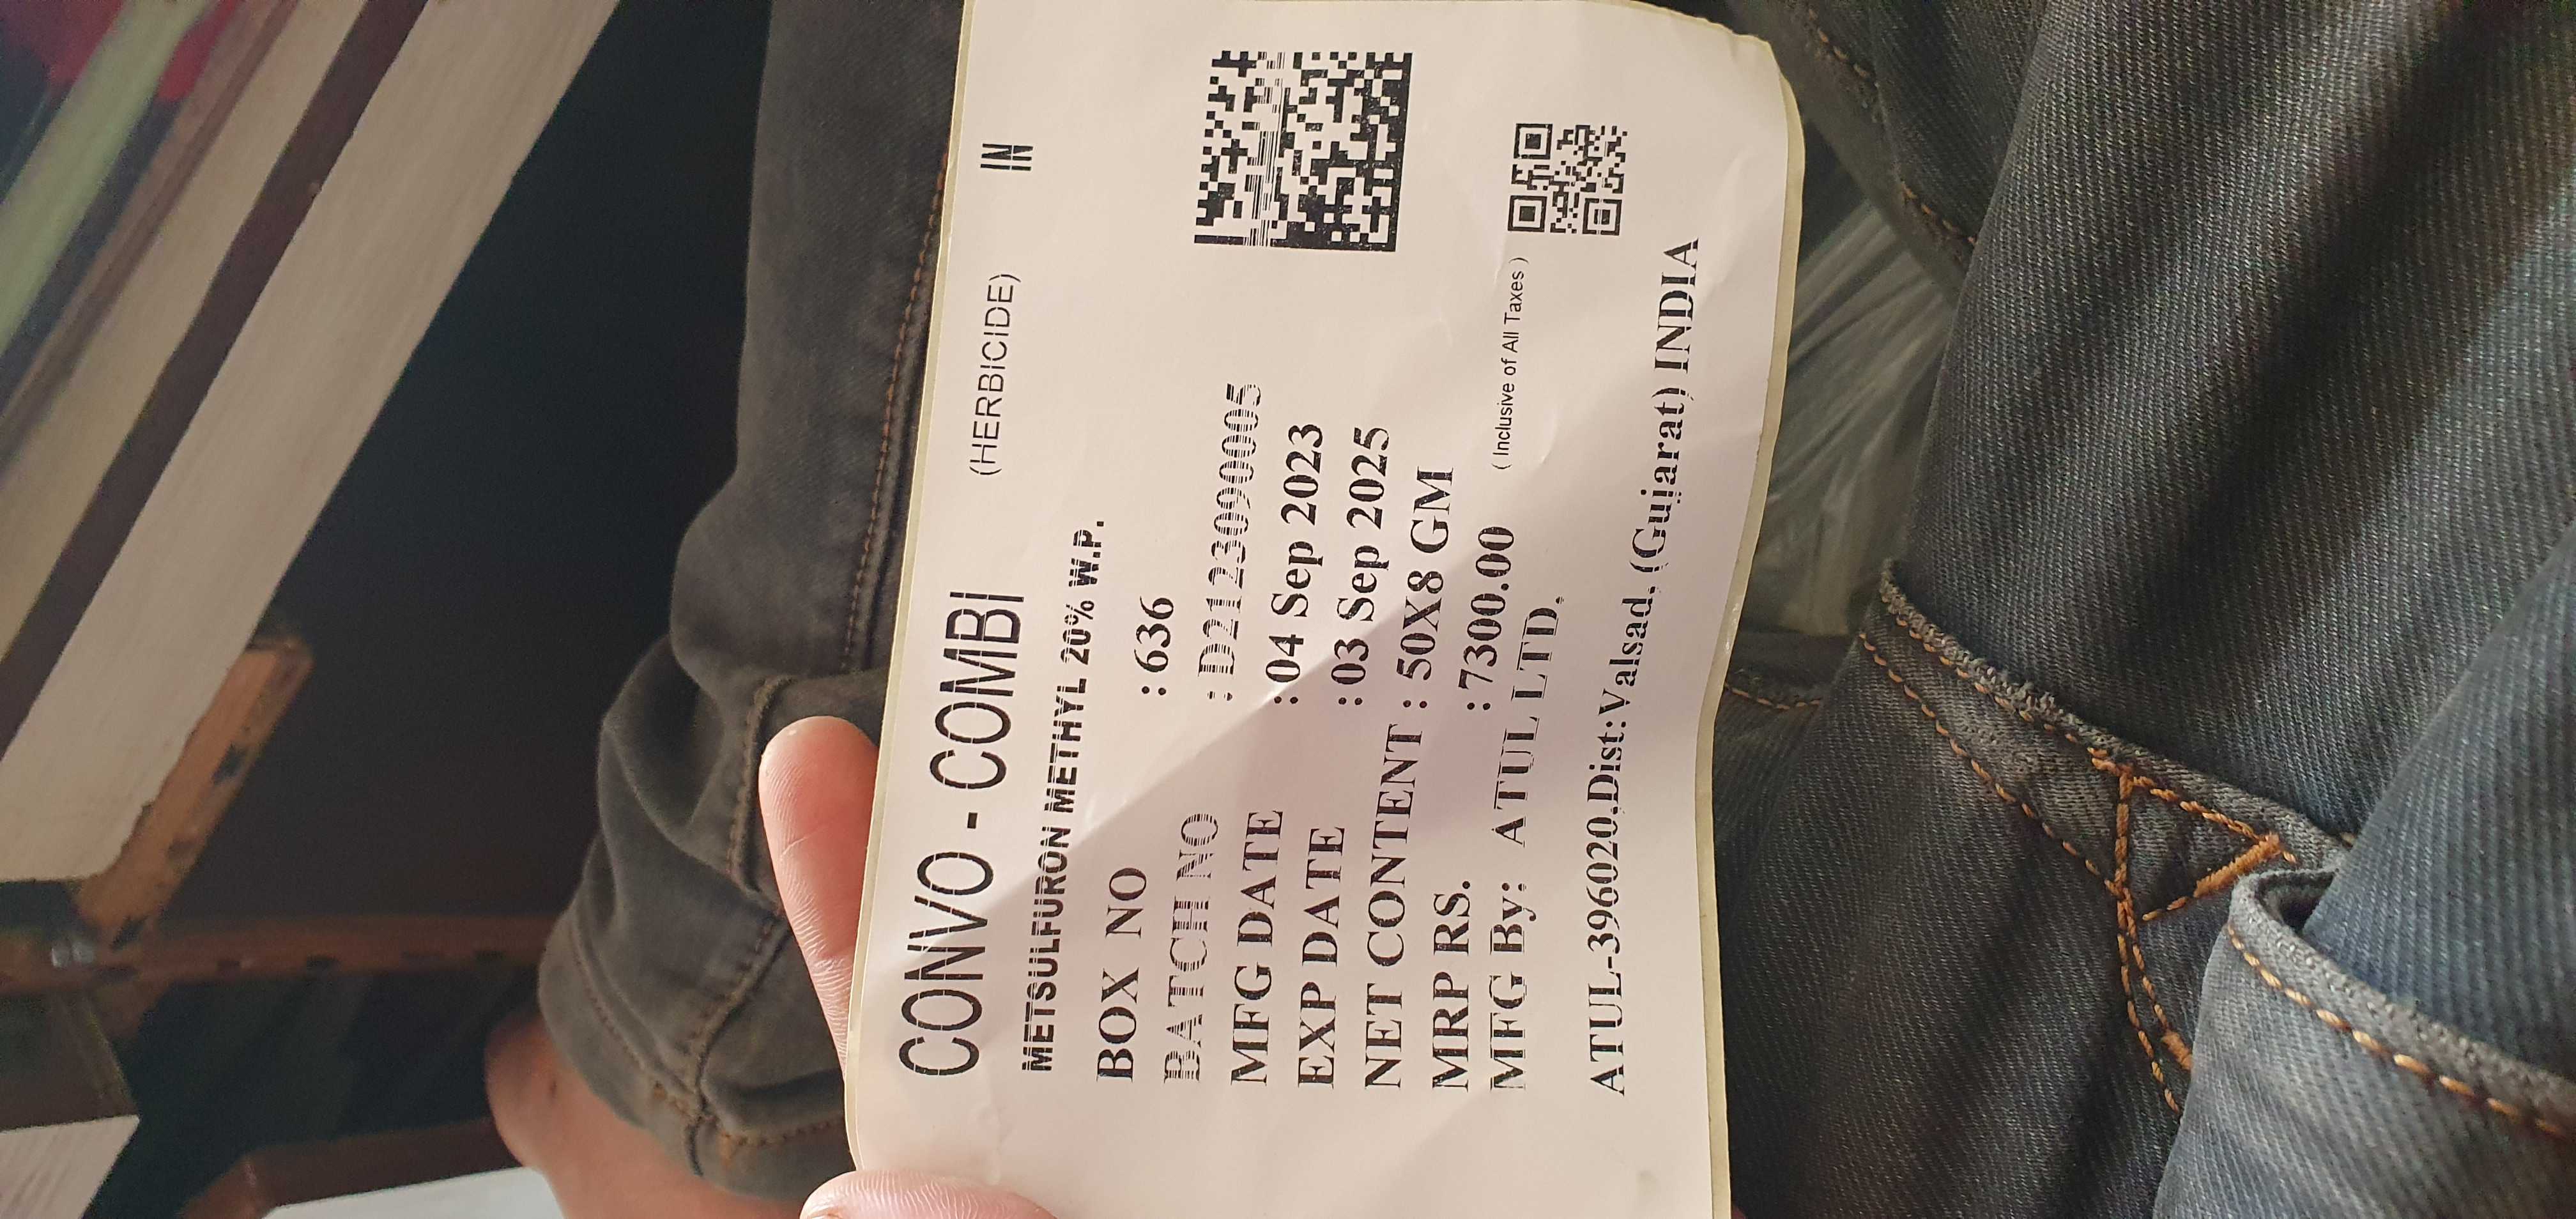 CONVO - COMBI (HERBICIDE) IN
METSULFURON METHYL 20% W.P.
BOX NO : 636
BATCH NO : D212309005
MFG DATE : 04 Sep 2023
EXP DATE : 03 Sep 2025
NET CONTENT : 50X8 GM
MRP RS. : 7300.00 ( Inclusive of All Taxes )
MFG By: ATUL LTD.
ATUL-396020,Dist:Valsad, (Gujarat) INDIA